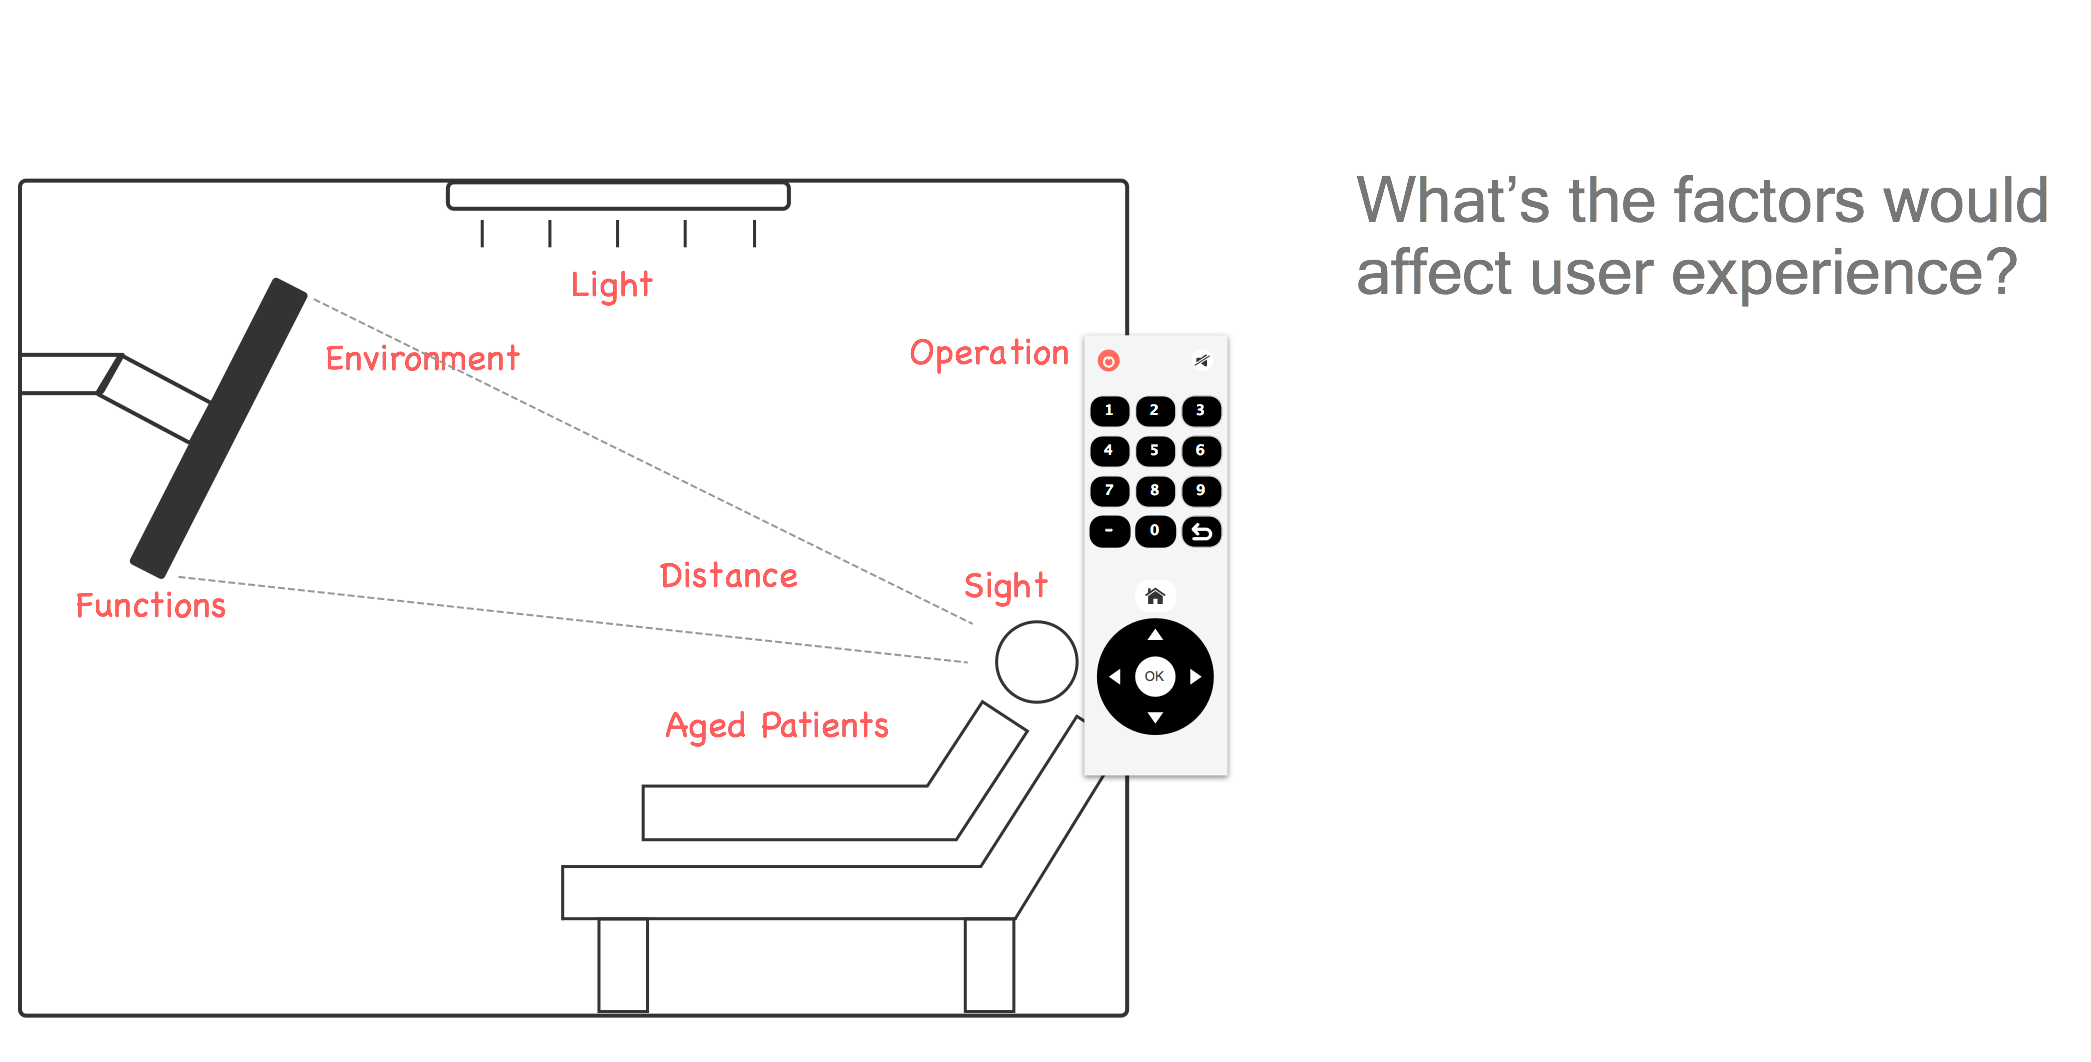 What's the factors would
affect user experience?
Light
Environment
Operation
1 2 3
4 5 6
7 8 9
- 0
Distance
Sight
Functions
OK
Aged Patients